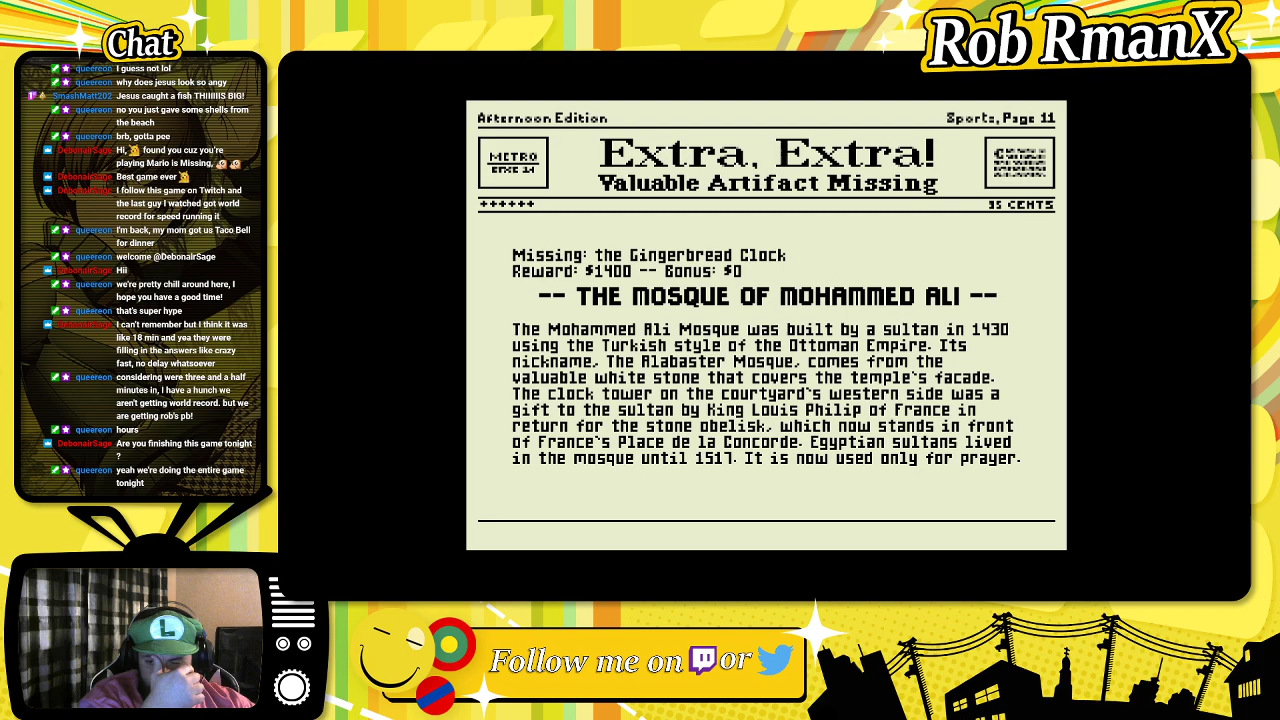 Chat
queereon I guess not lol
queereon why does jesus look so angy
SmashMatt202 Jesus caught a fish THIIIIIS BIG!
queereon no you just gave some shells from
the beach
queereon brb, gotta pee
DebonairSage Hi, found you cuz you're
playing Mario is Missing,
DebonairSage Best game ever
DebonairSage I follow this game on Twitch and
the last guy I watched got world
record for speed running it
queereon I'm back, my mom got us Taco Bell
for dinner
queereon welcome @DebonairSage
DebonairSage Hii
queereon we're pretty chill around here, I
hope you enjoy
queereon that's super hype
DebonairSage I can't remember but I think it was
like 18 min and yea they were
filling in the answers like crazy
fast, no delay whatsoever
queereon considering were three and a half
minutes in, I have a hunch we
aren't getting world record. but we
are getting rob's pb!
queereon hours
DebonairSage Are you finishing this game tonight
?
queereon yeah we're doing the entire game
tonight
Rob RmanX
Afternoon Edition
Sports, Page 11
METRO
Extra, Extra!
Valuable Artifact Missing
++++++
35 CENTS
Missing: the Gingerbread Clock
Reward: $1400 -- Bonus: $0
-- THE MOSQUE OF MOHAMMED ALI --
The Mohammed Ali Mosque was built by a sultan in 1430
using the Turkish style of the Ottoman Empire. Its
nickname, The Alabaster Mosque, comes from the
valuable white stone that covers the temple's facade.
The clock tower on the courtyard's western side was a
gift to the sultan by King Louis Philip of France in
return for the stone obelisk, which now stands in front
of France's Place de la Concorde. Egyptian sultans lived
in the mosque until 1517. It is now used only for prayer.
L
Follow me on or